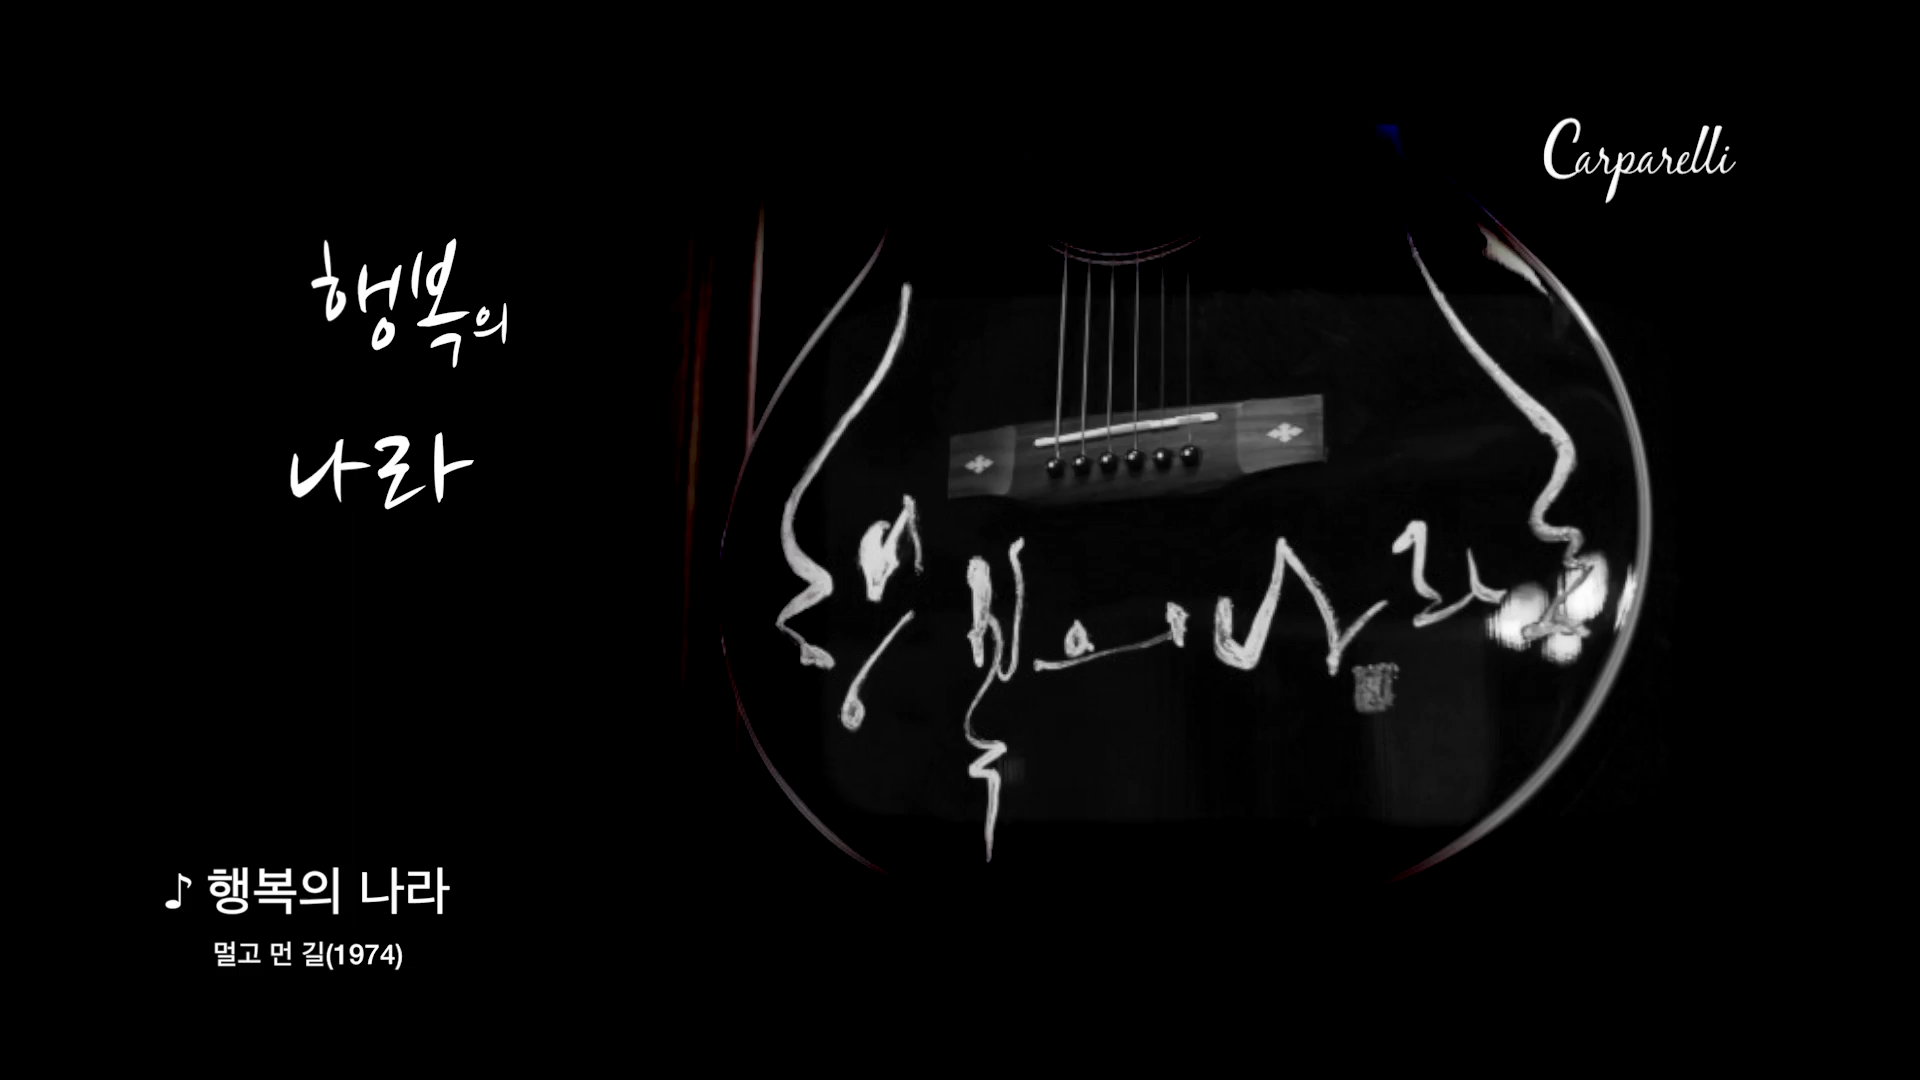 Carparelli
행복의
나라
행복의 나라
♪ 행복의 나라
멀고 먼 길(1974)